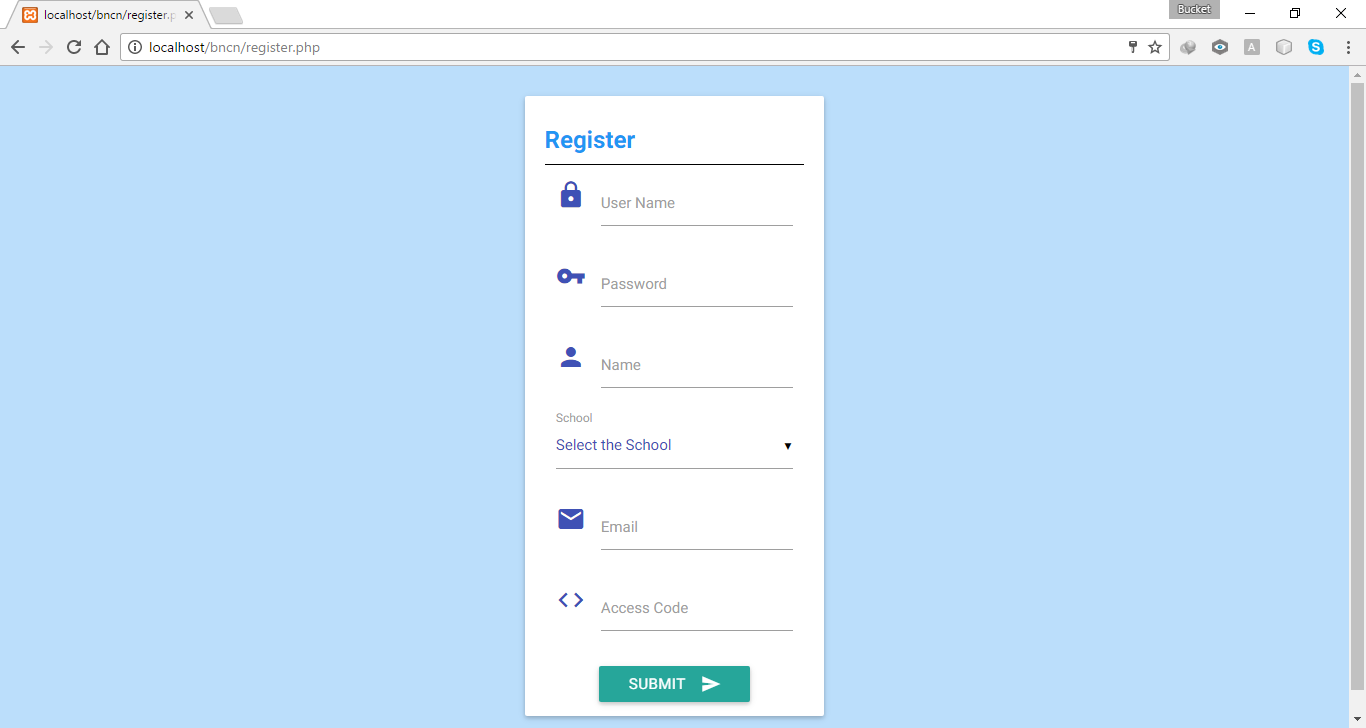 localhost/bncn/register.p
Bucket
localhost/bncn/register.php
A
S
Register
User Name
Password
Name
School
Select the School
Email
Access Code
SUBMIT